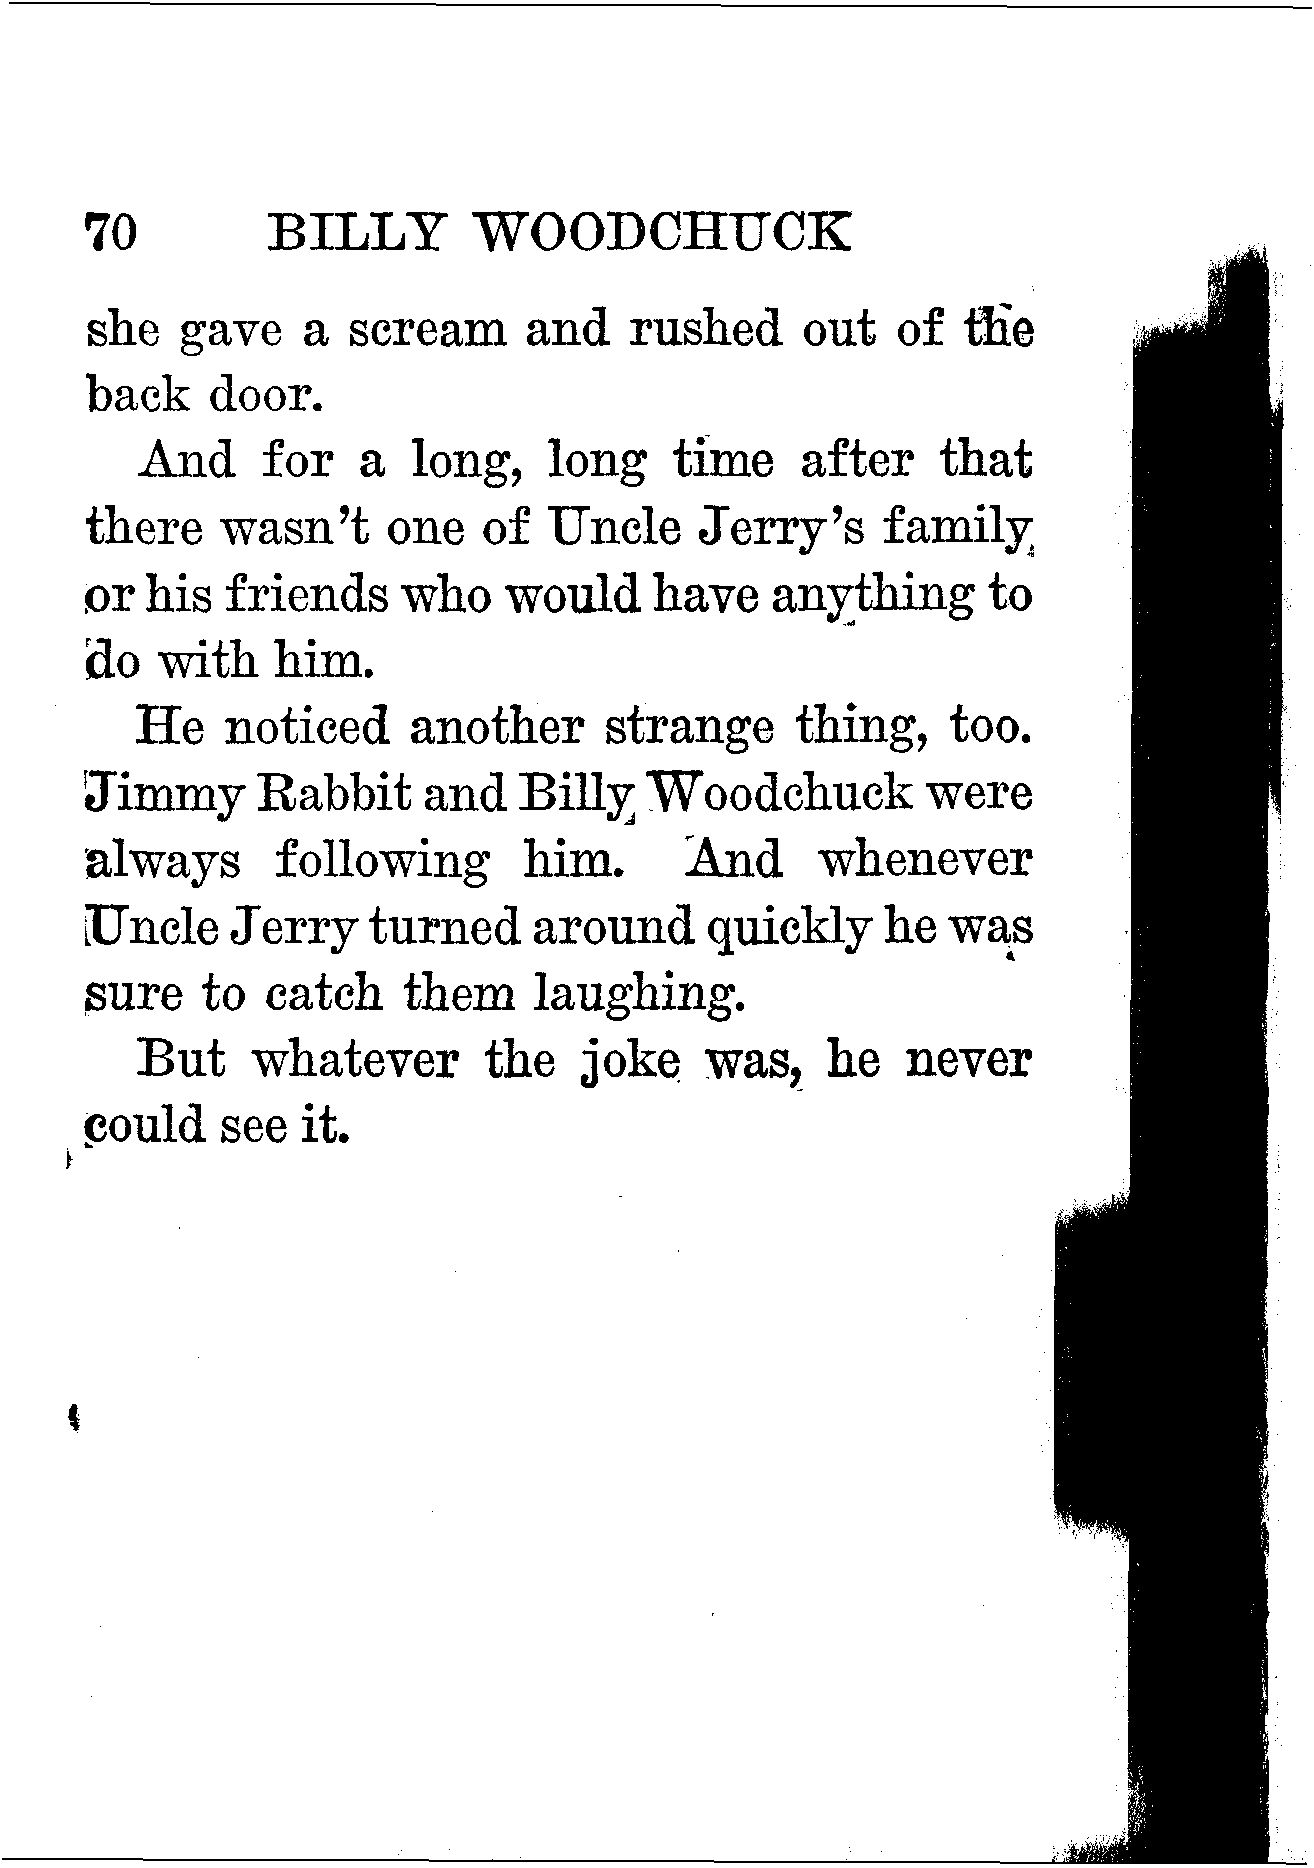 70 BILLY WOODCHUCK
she gave a scream and rushed out of the
back door.
And for a long, long time after that
there wasn't one of Uncle Jerry's family
or his friends who would have anything to
do with him.
He noticed another strange thing, too.
Jimmy Rabbit and Billy Woodchuck were
always following him. And whenever
Uncle Jerry turned around quickly he was
sure to catch them laughing.
But whatever the joke was, he never
could see it.